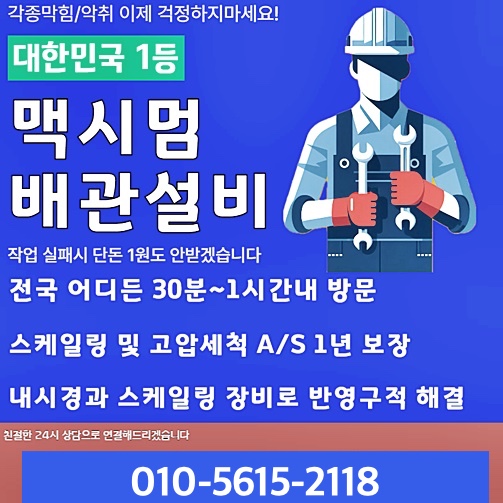 각종막힘/악취 이제 걱정하지마세요!
대한민국 1등
맥시멈
배관설비
작업 실패시 단돈 1원도 안받겠습니다
전국 어디든 30분~1시간내 방문
스케일링 및 고압세척 A/S 1년 보장
내시경과 스케일링 장비로 반영구적 해결
친절한 24시 상담으로 연결해드리겠습니다
010-5615-2118